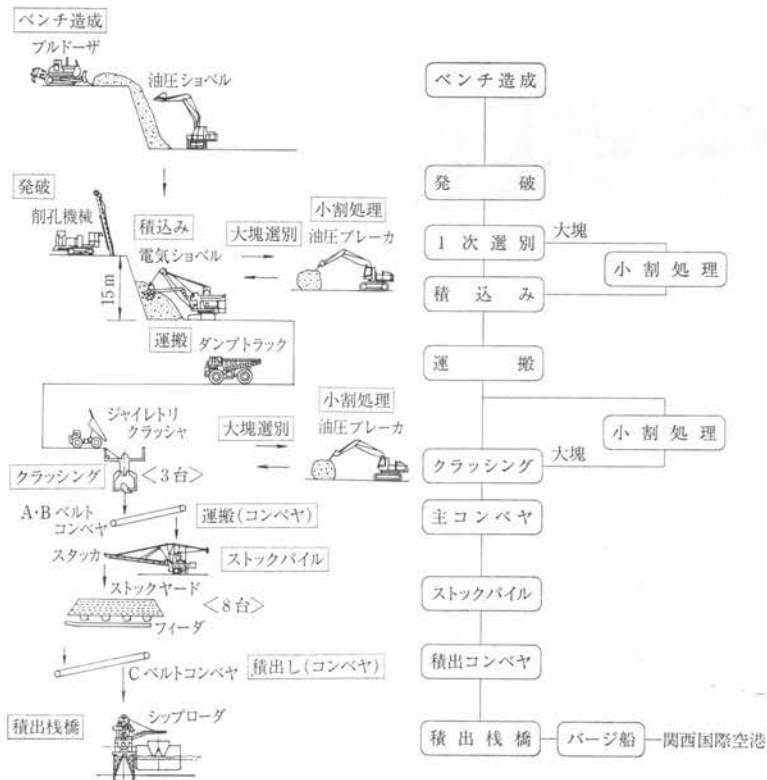 ベンチ造成
ブルドーザ
油圧ショベル
発破
削孔機械
積込み
電気ショベル
大塊選別
小割処理
油圧ブレーカ
15m
運搬
ダンプトラック
ジャイレトリ
クラッシャ
大塊選別
小割処理
油圧ブレーカ
クラッシング
<3台>
A・Bベルト
コンベヤ
運搬(コンベヤ)
スタッカ
ストックパイル
ストックヤード
<8台>
フィーダ
Cベルトコンベヤ
積出し(コンベヤ)
積出桟橋
シップローダ
ベンチ造成
発破
1次選別
大塊
小割処理
積込み
運搬
小割処理
クラッシング
大塊
主コンベヤ
ストックパイル
積出コンベヤ
積出桟橋
バージ船
関西国際空港